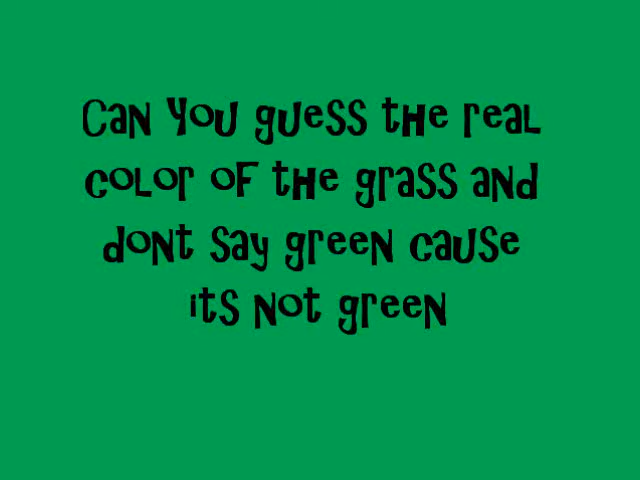 Can you guess the real
color of the grass and
dont say green cause
its not green